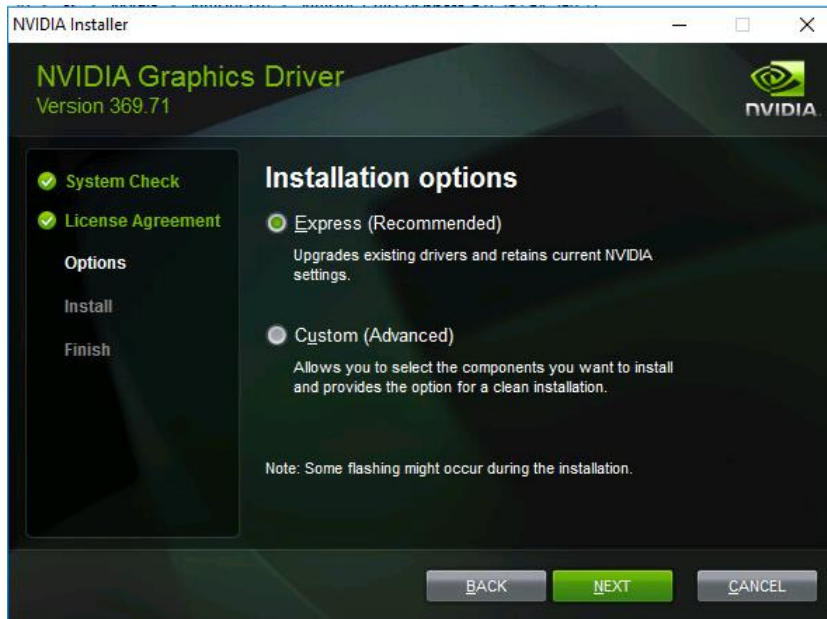 NVIDIA Installer
NVIDIA Graphics Driver
Version 369.71
NVIDIA
System Check
License Agreement
Options
Install
Finish
Installation options
Express (Recommended)
Upgrades existing drivers and retains current NVIDIA
settings.
Custom (Advanced)
Allows you to select the components you want to install
and provides the option for a clean installation.
Note: Some flashing might occur during the installation.
BACK
NEXT
CANCEL